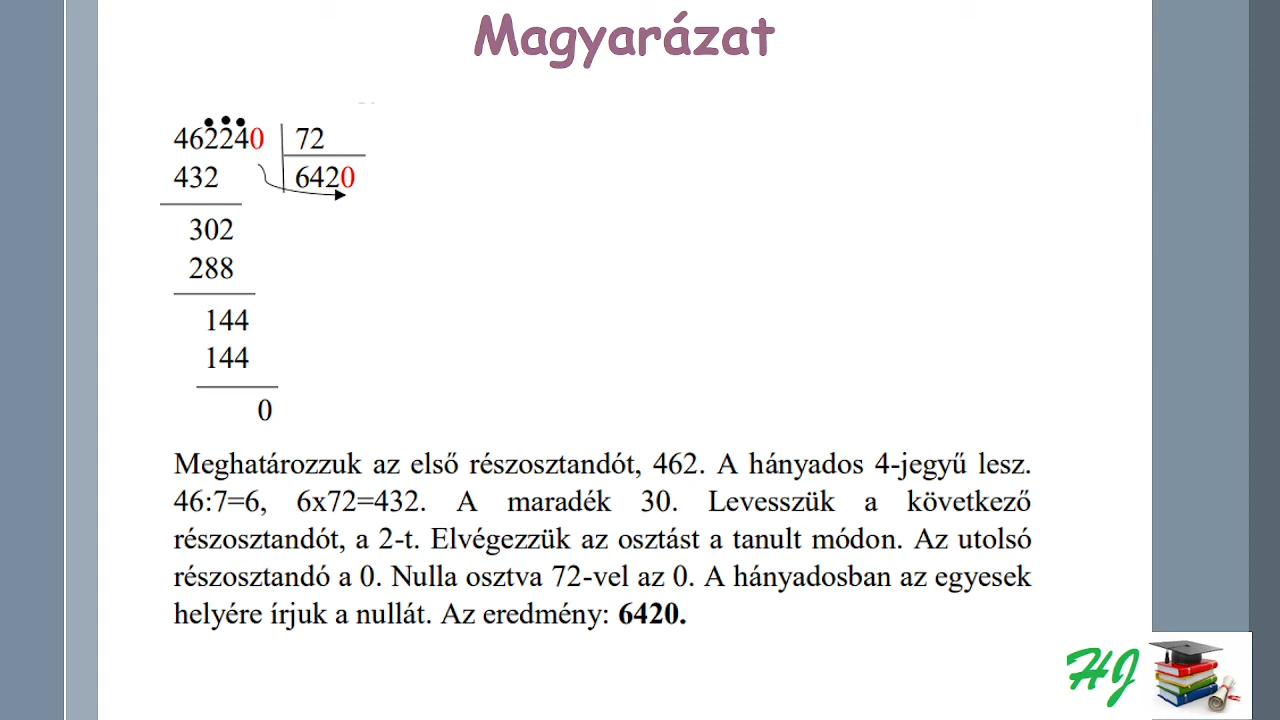 Magyarázat
462240 72
432 6420
302
288
144
144
0
Meghatározzuk az első részosztandót, 462. A hányados 4-jegyű lesz.
46:7=6, 6x72=432. A maradék 30. Levesszük a következő
részosztandót, a 2-t. Elvégezzük az osztást a tanult módon. Az utolsó
részosztandó a 0. Nulla osztva 72-vel az 0. A hányadosban az egyesek
helyére írjuk a nullát. Az eredmény: 6420.
HJ